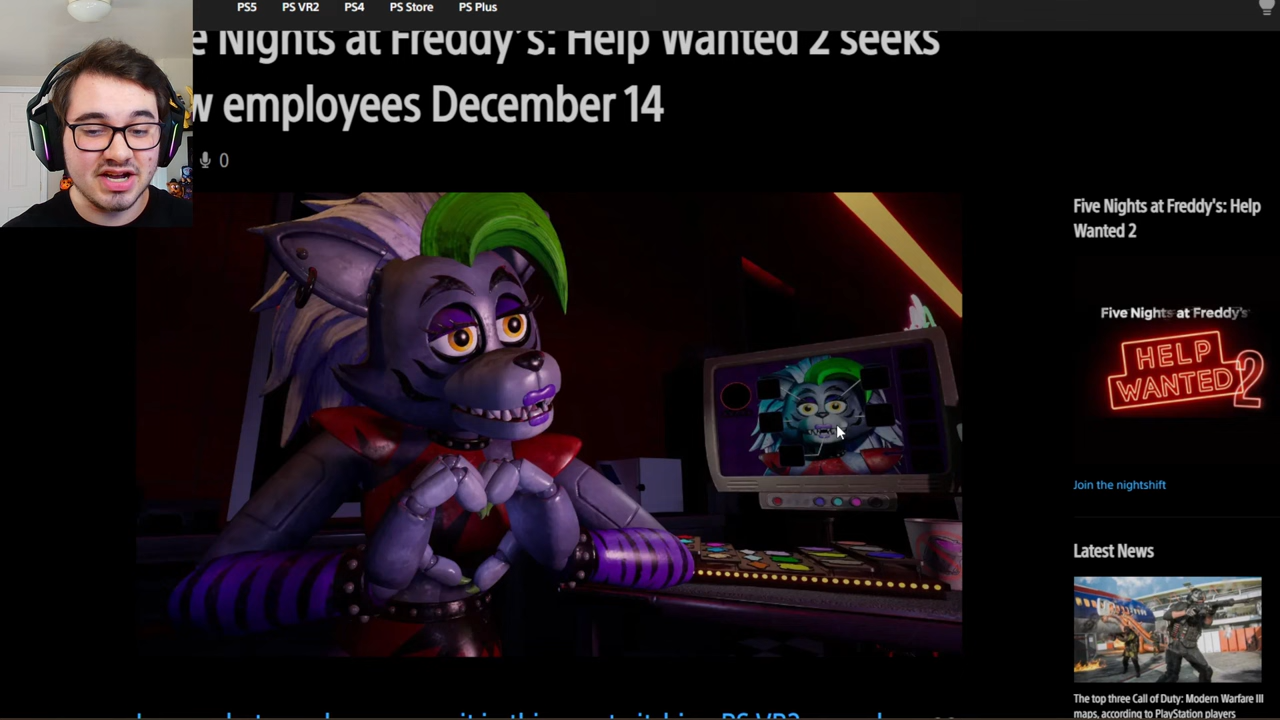 PS5 PS VR2 PS4 PS Store PS Plus
e Nights at Freddy's: Help Wanted 2 seeks
w employees December 14
0
Five Nights at Freddy's: Help
Wanted 2
Five Nights at Freddy's
HELP
WANTED 2
Join the nightshift
Latest News
The top three Call of Duty: Modern Warfare III
maps, according to PlayStation players